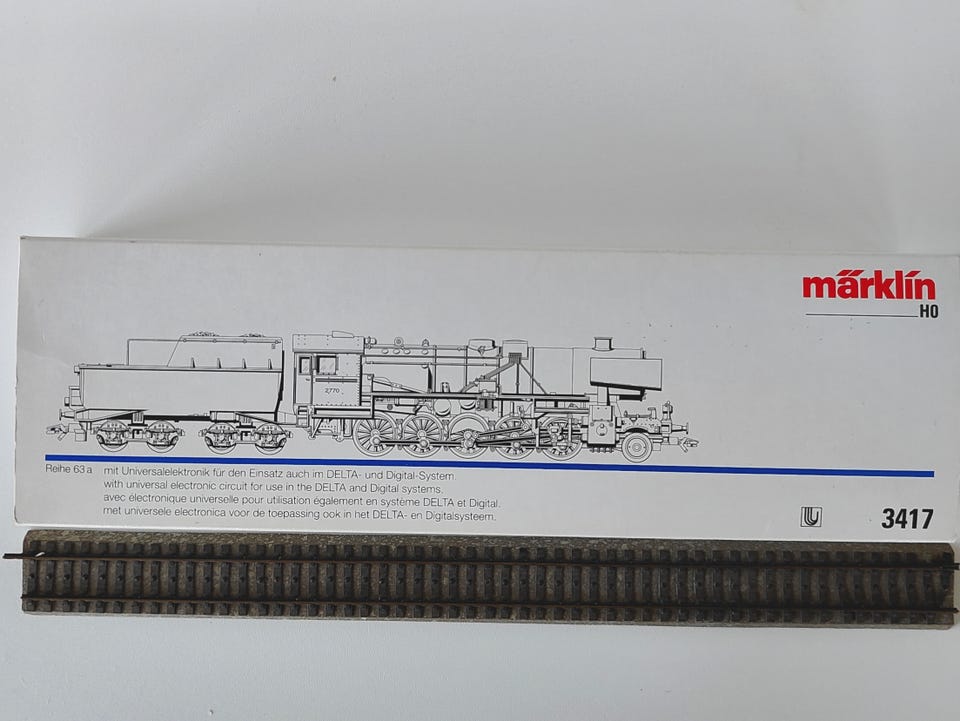 märklin
HO
2770
Reihe 63a mit Universalelektronik für den Einsatz auch im DELTA- und Digital-System.
with universal electronic circuit for use in the DELTA and Digital systems.
avec électronique universelle pour utilisation également en système DELTA et Digital.
met universele electronica voor de toepassing ook in het DELTA- en Digitalsysteem.
3417